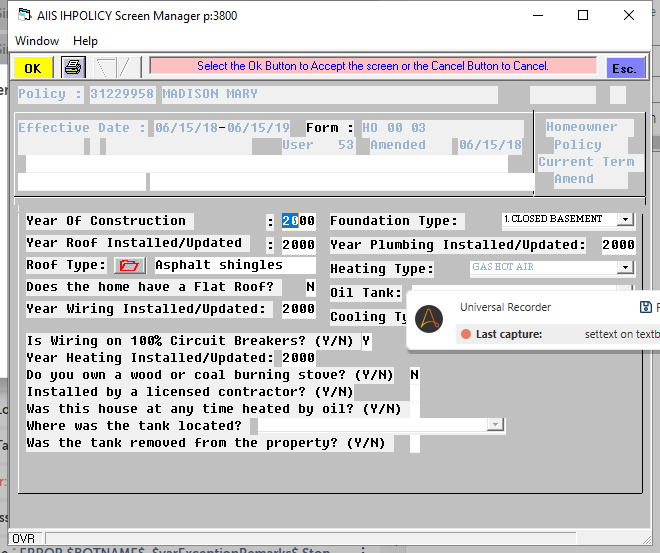 AIIS IHPOLICY Screen Manager p:3800
Window Help
OK Select the Ok Button to Accept the screen or the Cancel Button to Cancel. Esc.
Policy : 31229958 MADISON MARY
Effective Date : 06/15/18-06/15/19 Form : HO 00 03 Homeowner
User 53 Amended 06/15/18 Policy
Current Term
Amend
Year Of Construction : 2000 Foundation Type: 1. CLOSED BASEMENT
Year Roof Installed/Updated : 2000 Year Plumbing Installed/Updated: 2000
Roof Type: Asphalt shingles Heating Type: GAS HOT AIR
Does the home have a Flat Roof? N Oil Tank:
Year Wiring Installed/Updated: 2000 Cooling Ty
Universal Recorder
Last capture: settext on textb
Is Wiring on 100% Circuit Breakers? (Y/N) Y
Year Heating Installed/Updated: 2000
Do you own a wood or coal burning stove? (Y/N) N
Installed by a licensed contractor? (Y/N)
Was this house at any time heated by oil? (Y/N)
Where was the tank located?
Was the tank removed from the property? (Y/N)
OVR
ERROR $BOTNAME$ $varExceptionRemarks$ Stop